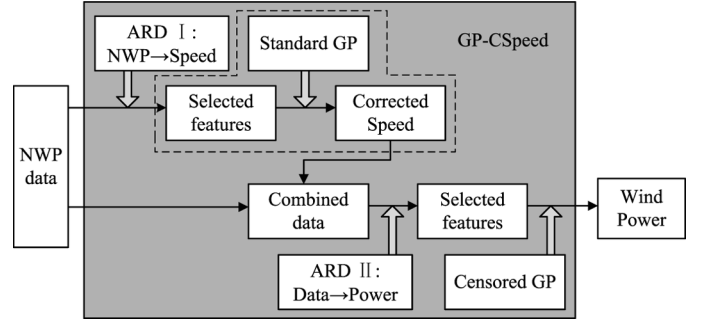 ARD Ⅰ:
NWP→Speed
Standard GP
GP-CSpeed
Selected
features
Corrected
Speed
NWP
data
Combined
data
Selected
features
Wind
Power
ARD Ⅱ:
Data→Power
Censored GP